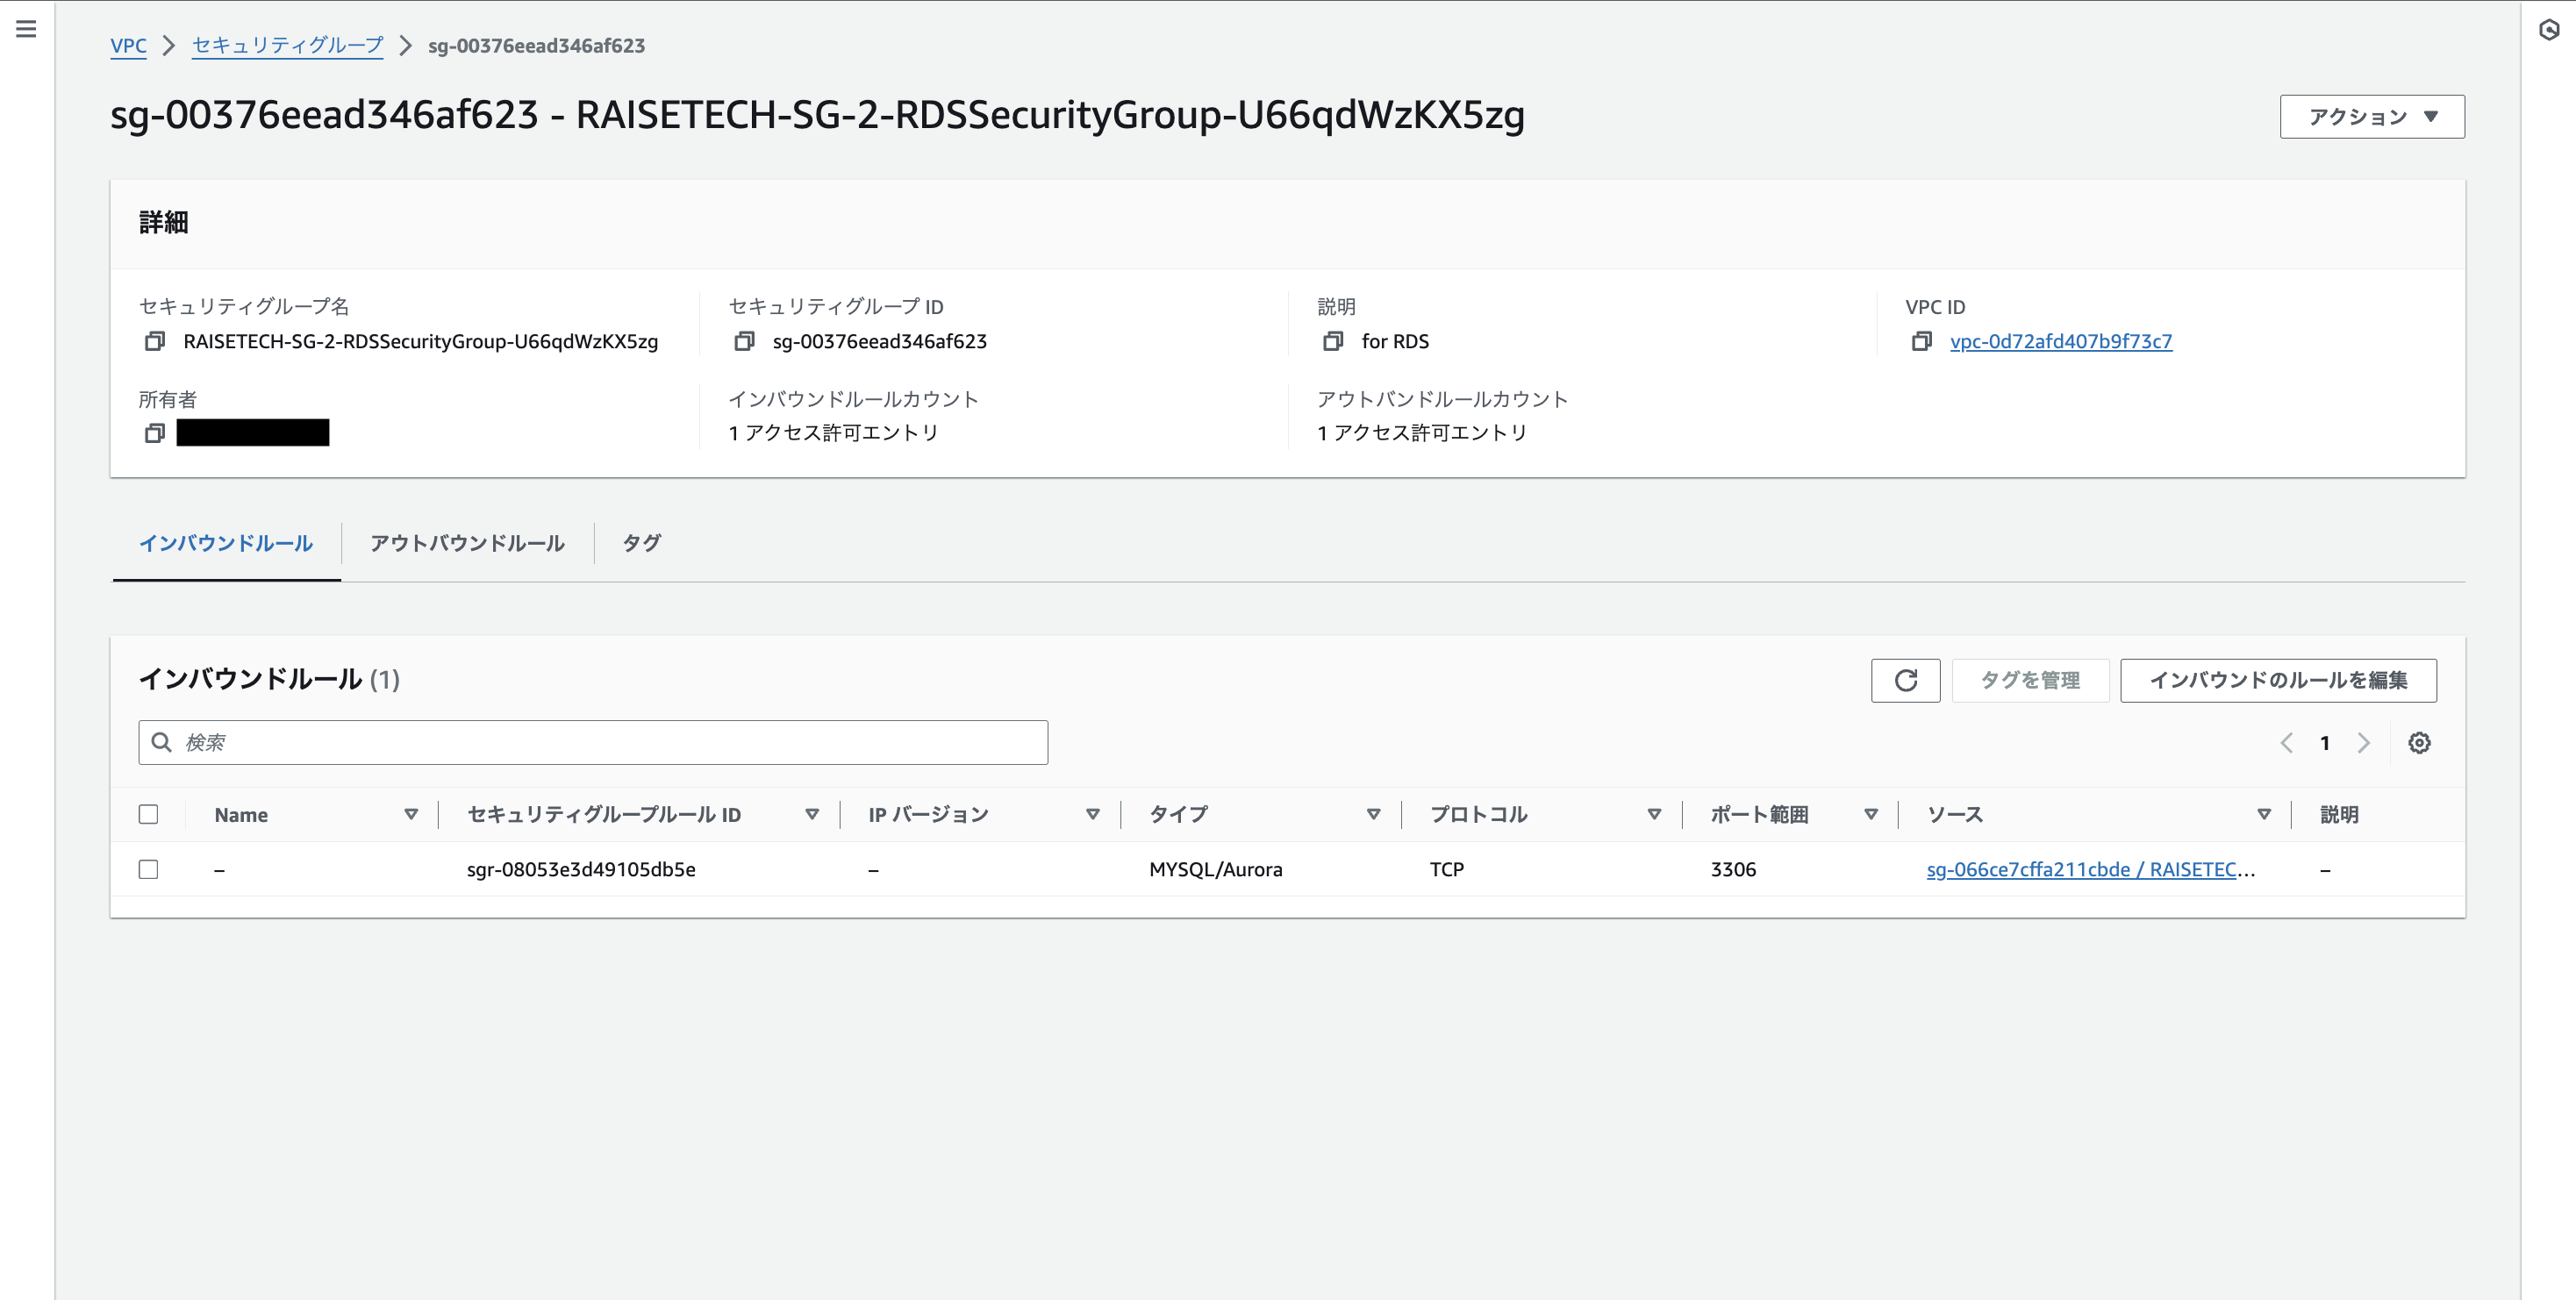 VPC > セキュリティグループ > sg-00376eead346af623
sg-00376eead346af623 - RAISETECH-SG-2-RDSSecurityGroup-U66qdWzKX5zg
アクション
詳細
セキュリティグループ名
RAISETECH-SG-2-RDSSecurityGroup-U66qdWzKX5zg
セキュリティグループ ID
sg-00376eead346af623
説明
for RDS
VPC ID
vpc-0d72afd407b9f73c7
所有者
インバウンドルールカウント
1 アクセス許可エントリ
アウトバンドルールカウント
1 アクセス許可エントリ
インバウンドルール アウトバウンドルール タグ
インバウンドルール (1)
タグを管理 インバウンドのルールを編集
検索
1
Name セキュリティグループルール ID IP バージョン タイプ プロトコル ポート範囲 ソース 説明
– sgr-08053e3d49105db5e – MYSQL/Aurora TCP 3306 sg-066ce7cffa211cbde / RAISETEC... –